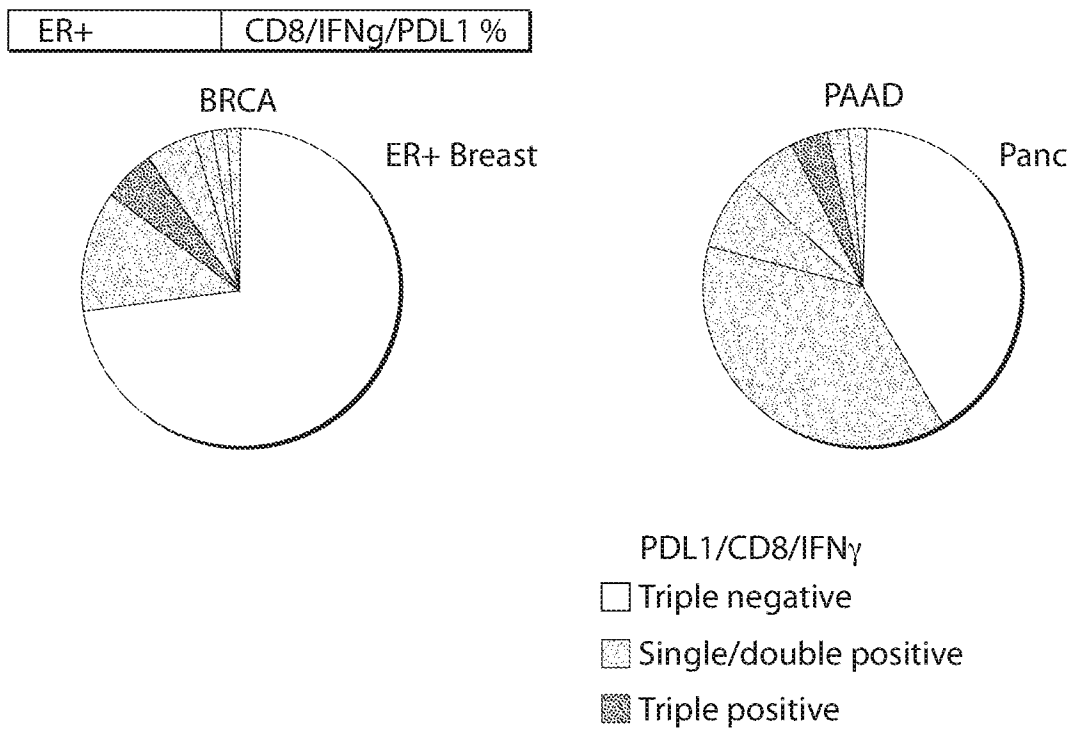 ER+ CD8/IFNg/PDL1 %
BRCA
ER+ Breast
PAAD
Panc
PDL1/CD8/IFNγ
Triple negative
Single/double positive
Triple positive